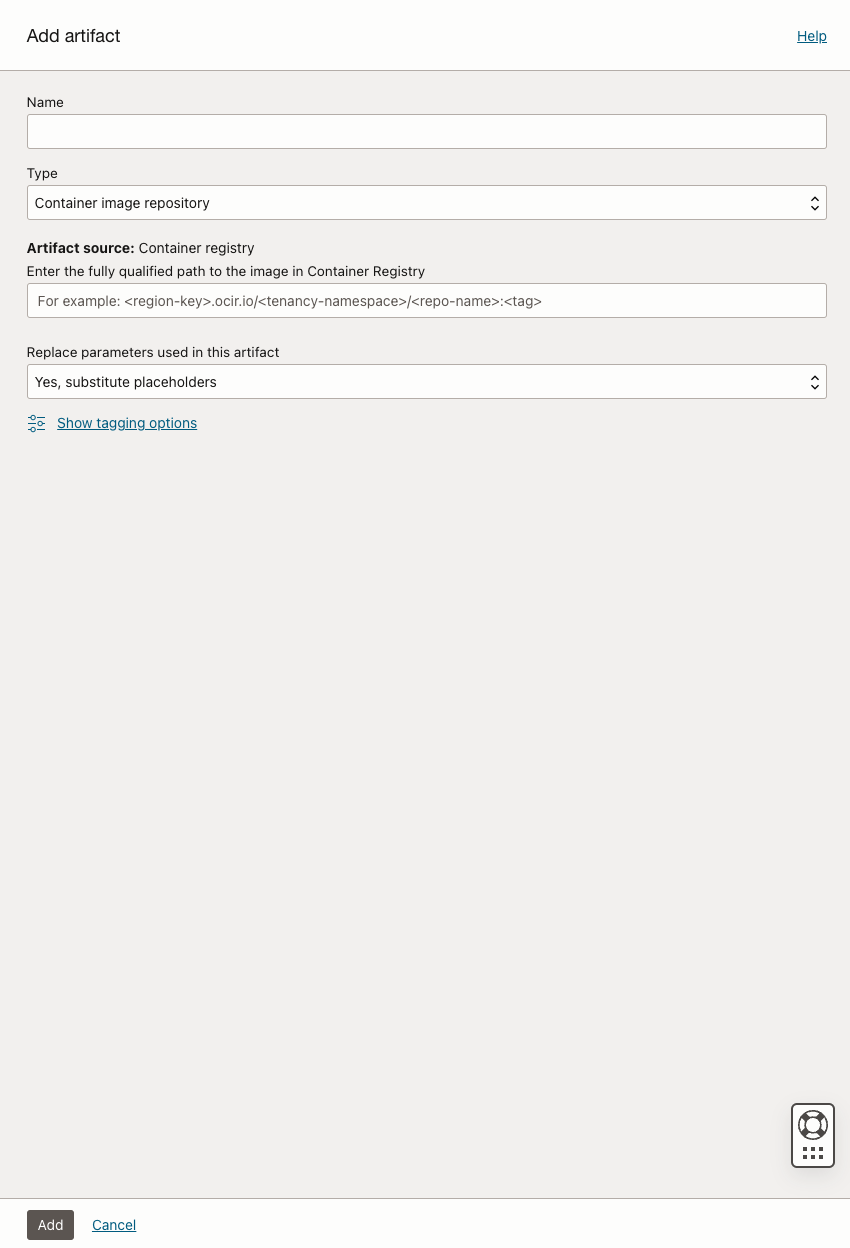 Add artifact
Help
Name
Type
Container image repository
Artifact source: Container registry
Enter the fully qualified path to the image in Container Registry
For example: <region-key>.ocir.io/<tenancy-namespace>/<repo-name>:<tag>
Replace parameters used in this artifact
Yes, substitute placeholders
Show tagging options
Add
Cancel